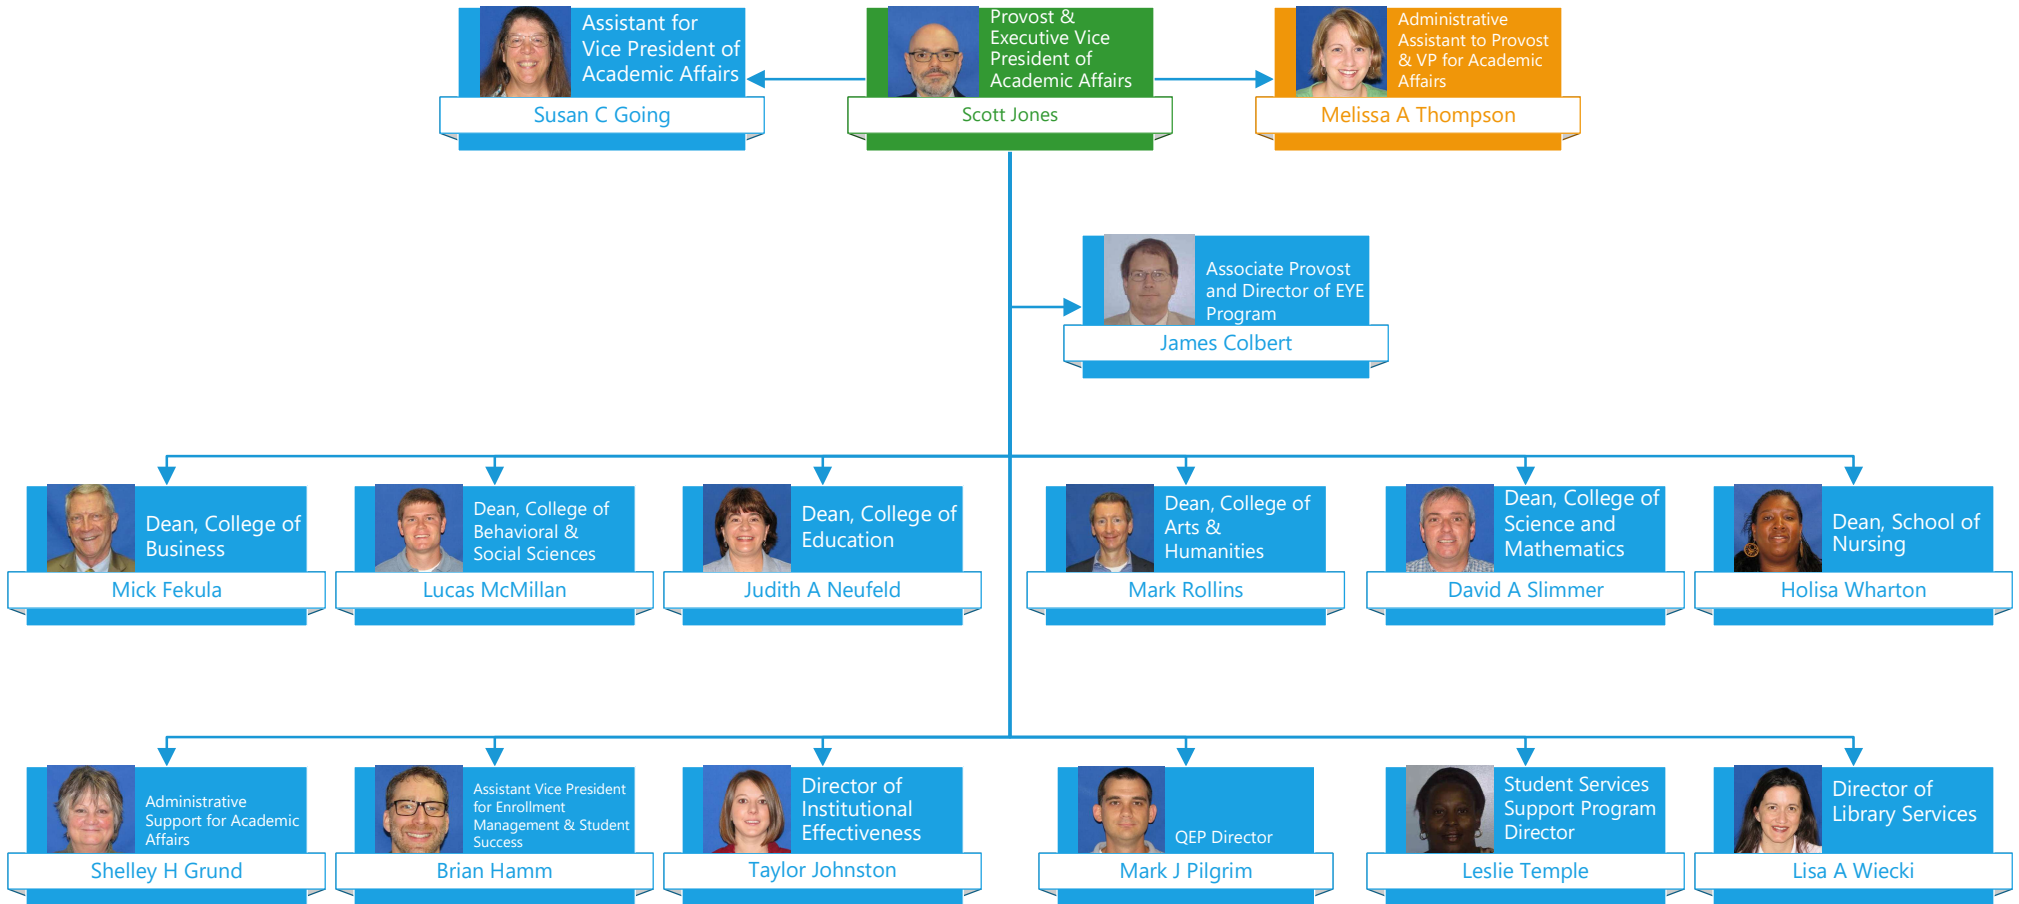 Assistant for
Vice President of
Academic Affairs
Susan C Going
Provost &
Executive Vice
President of
Academic Affairs
Scott Jones
Administrative
Assistant to Provost
& VP for Academic
Affairs
Melissa A Thompson
Associate Provost
and Director of EYE
Program
James Colbert
Dean, College of
Business
Mick Fekula
Dean, College of
Behavioral &
Social Sciences
Lucas McMillan
Dean, College of
Education
Judith A Neufeld
Dean, College of
Arts &
Humanities
Mark Rollins
Dean, College of
Science and
Mathematics
David A Slimmer
Dean, School of
Nursing
Holisa Wharton
Administrative
Support for Academic
Affairs
Shelley H Grund
Assistant Vice President
for Enrollment
Management & Student
Success
Brian Hamm
Director of
Institutional
Effectiveness
Taylor Johnston
QEP Director
Mark J Pilgrim
Student Services
Support Program
Director
Leslie Temple
Director of
Library Services
Lisa A Wiecki